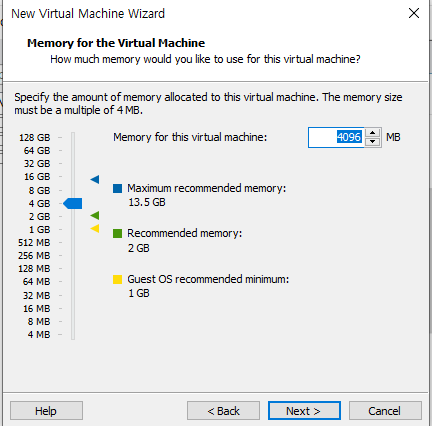 New Virtual Machine Wizard
Memory for the Virtual Machine
How much memory would you like to use for this virtual machine?
Specify the amount of memory allocated to this virtual machine. The memory size
must be a multiple of 4 MB.
Memory for this virtual machine: 4096 MB
128 GB
64 GB
32 GB
16 GB
8 GB
4 GB
2 GB
1 GB
512 MB
256 MB
128 MB
64 MB
32 MB
16 MB
8 MB
4 MB
Maximum recommended memory:
13.5 GB
Recommended memory:
2 GB
Guest OS recommended minimum:
1 GB
Help
< Back
Next >
Cancel